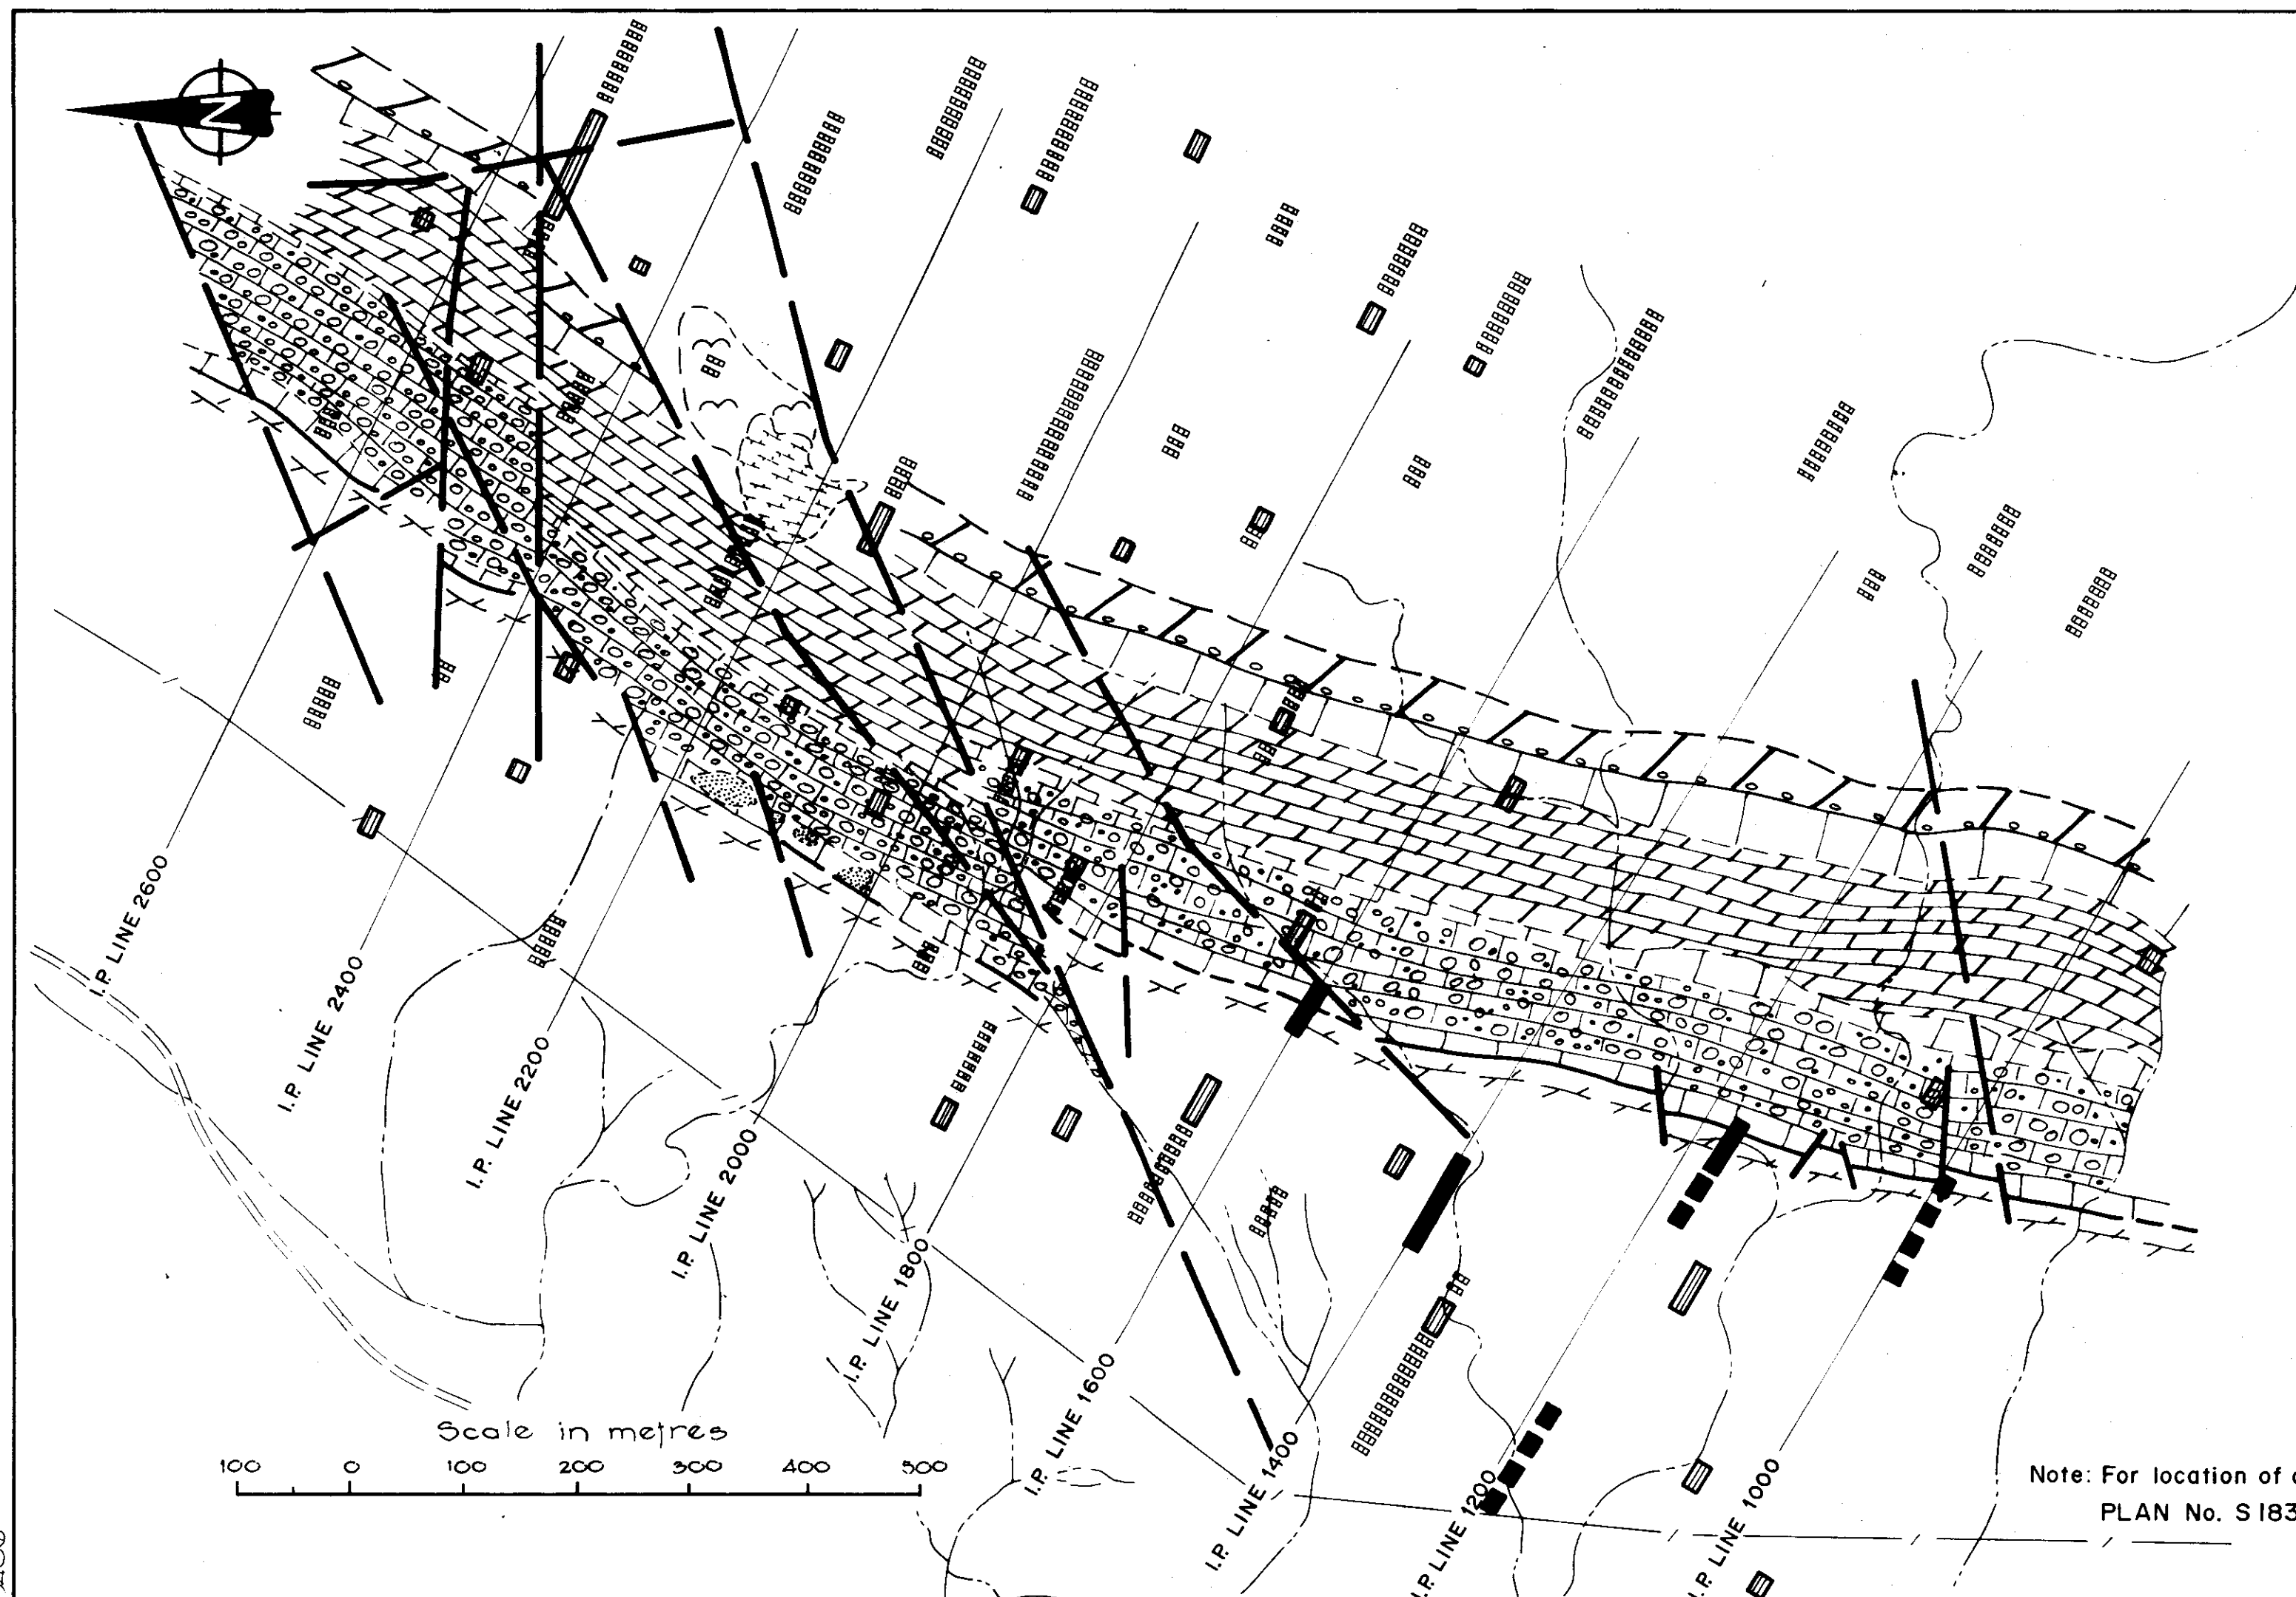 N
I.P. LINE 2600
I.P. LINE 2400
I.P. LINE 2200
I.P. LINE 2000
I.P. LINE 1800
I.P. LINE 1600
I.P. LINE 1400
I.P. LINE 1200
I.P. LINE 1000
Scale in metres
100 0 100 200 300 400 500
Note: For location of
PLAN No. S183